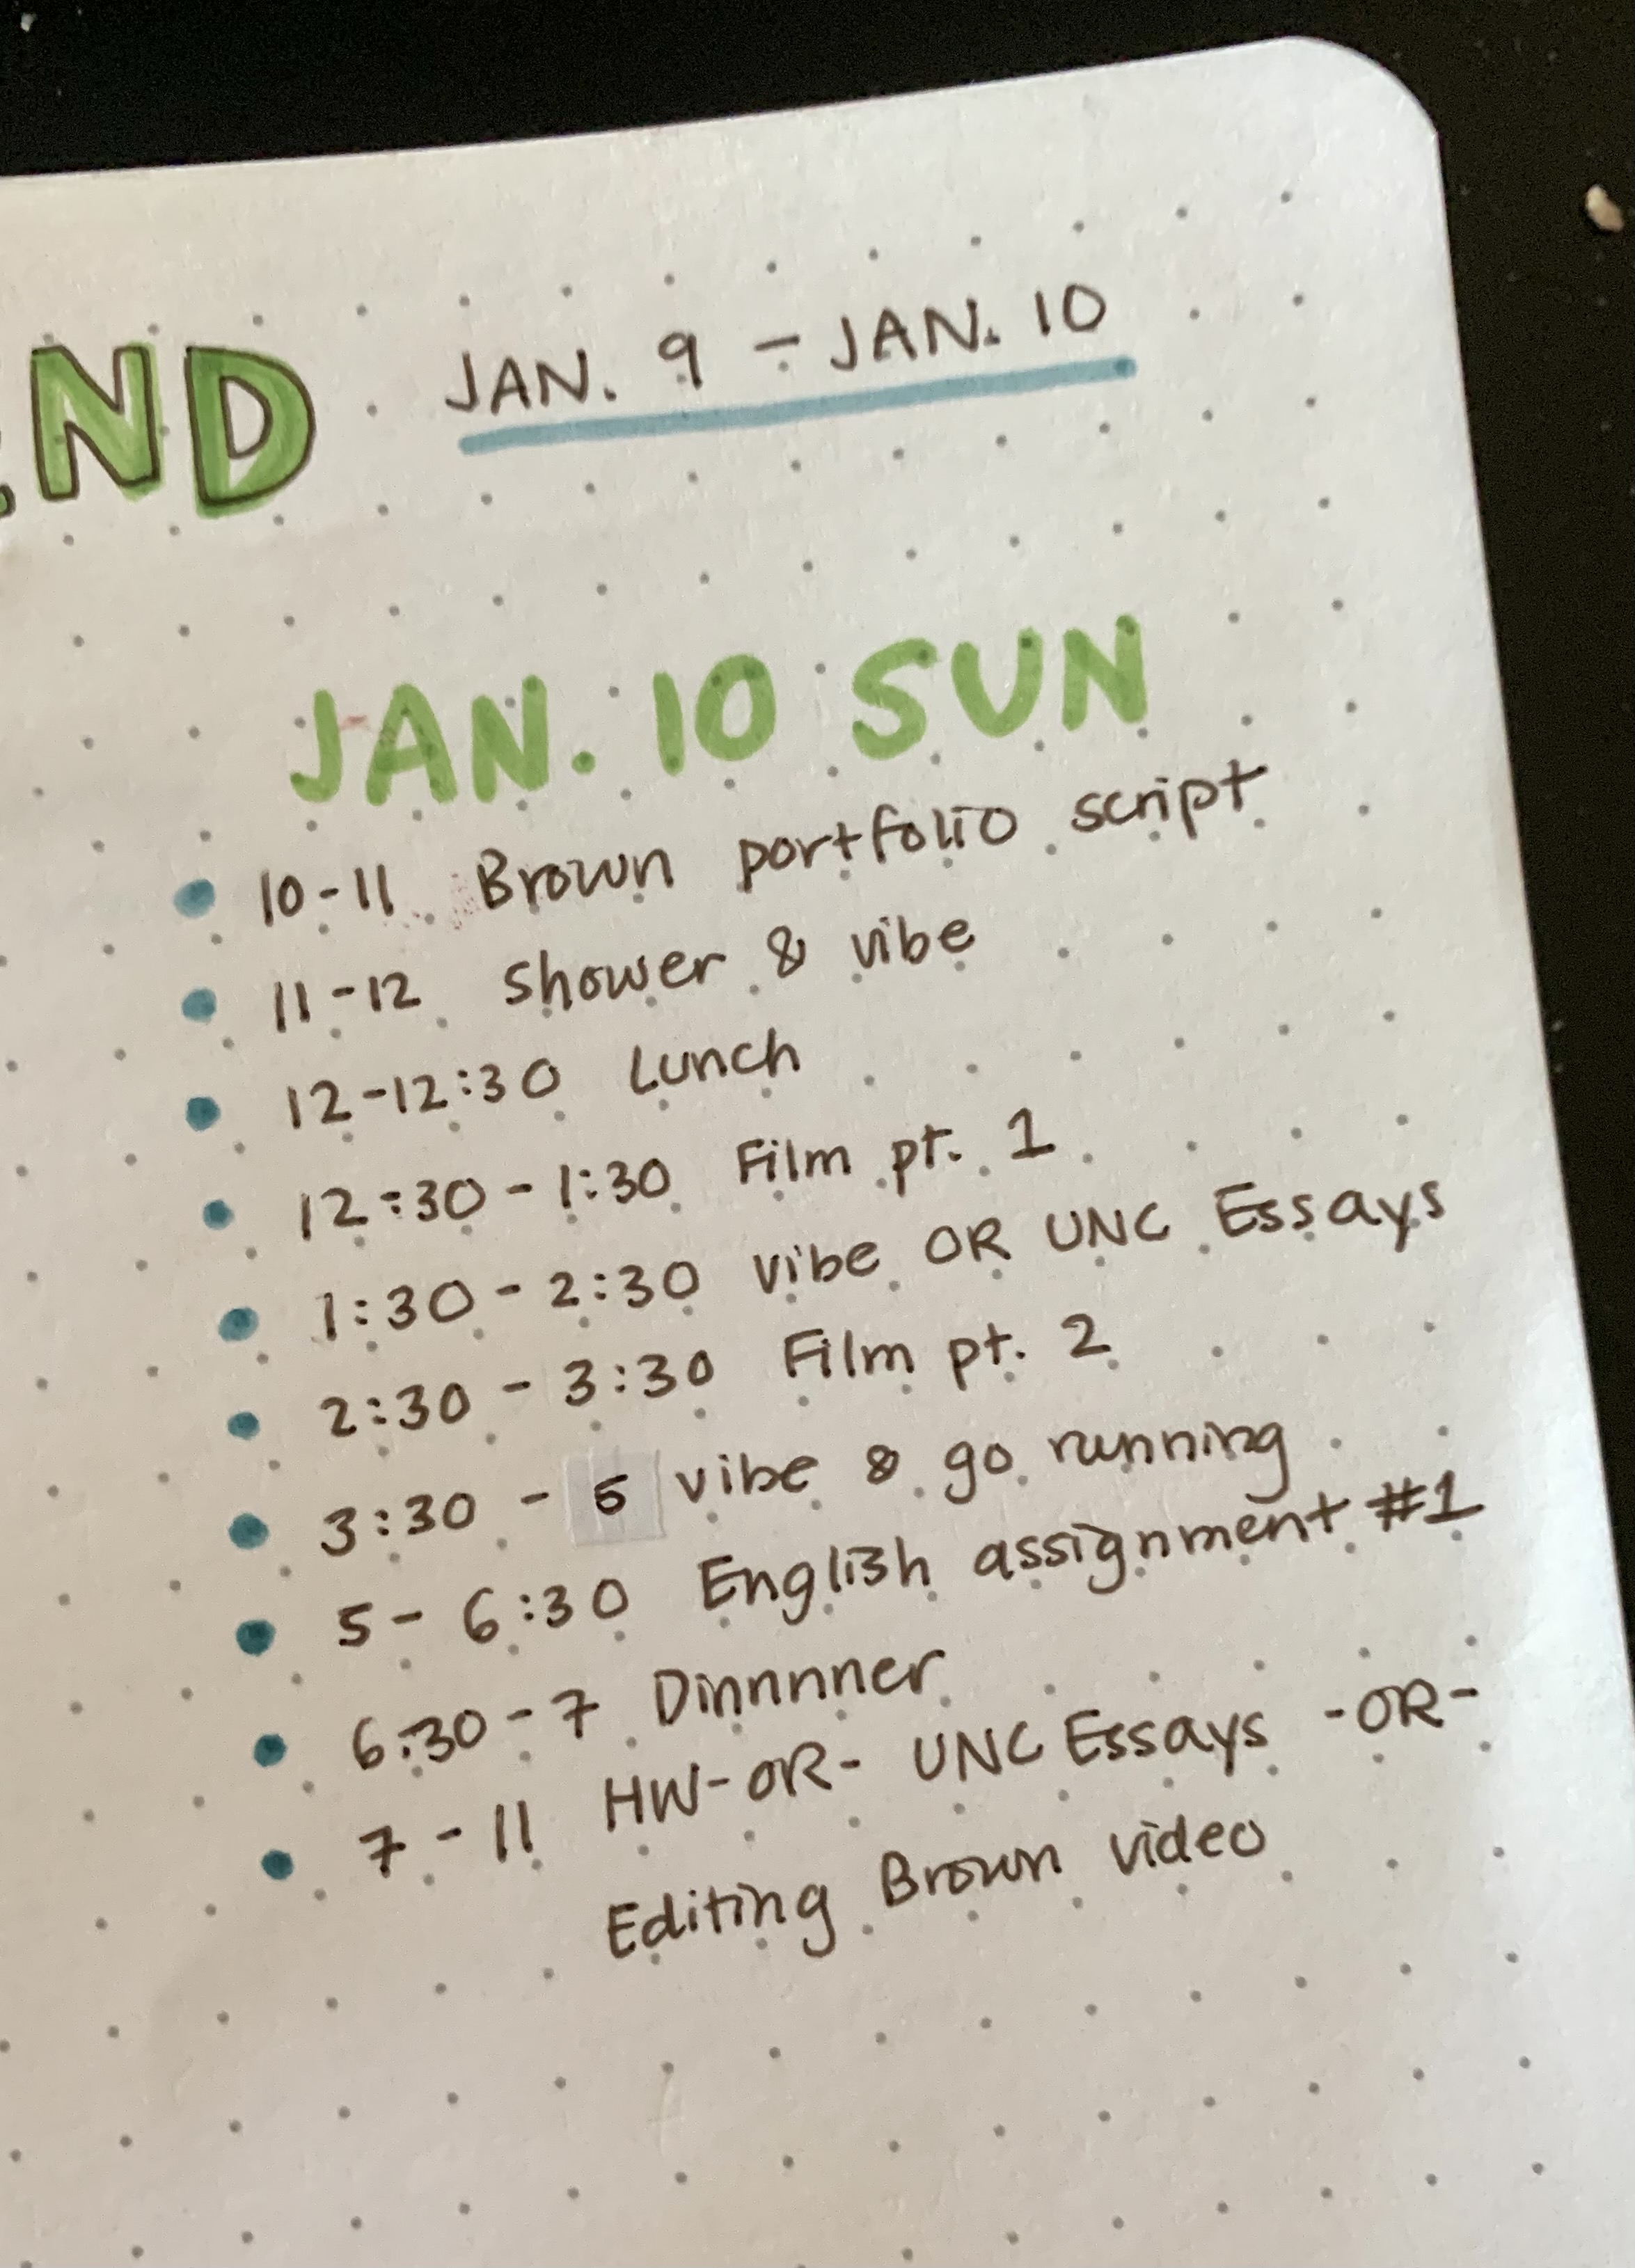 END JAN. 9 - JAN. 10
JAN. 10 SUN
10-11 Brown portfolio script
11-12 shower & vibe
12-12:30 Lunch
12:30-1:30 Film pt. 1
1:30-2:30 vibe OR UNC Essays
2:30-3:30 Film pt. 2
3:30-5 vibe & go running
5-6:30 English assignment #1
6:30-7 Dinnnnner
7-11 HW-OR- UNC Essays -OR-
Editing Brown video